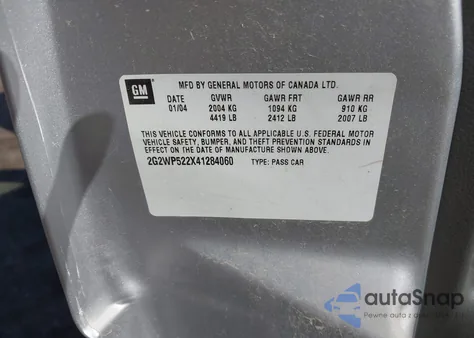 GM
MFD BY GENERAL MOTORS OF CANADA LTD.
DATE GVWR GAWR FRT GAWR RR
01/04 2004 KG 1094 KG 910 KG
4419 LB 2412 LB 2007 LB
THIS VEHICLE CONFORMS TO ALL APPLICABLE U.S. FEDERAL MOTOR
VEHICLE SAFETY, BUMPER, AND THEFT PREVENTION STANDARDS IN
EFFECT ON THE DATE OF MANUFACTURE SHOWN ABOVE.
2G2WP522X41284060 TYPE: PASS CAR
autoSnap
Pewne auta z